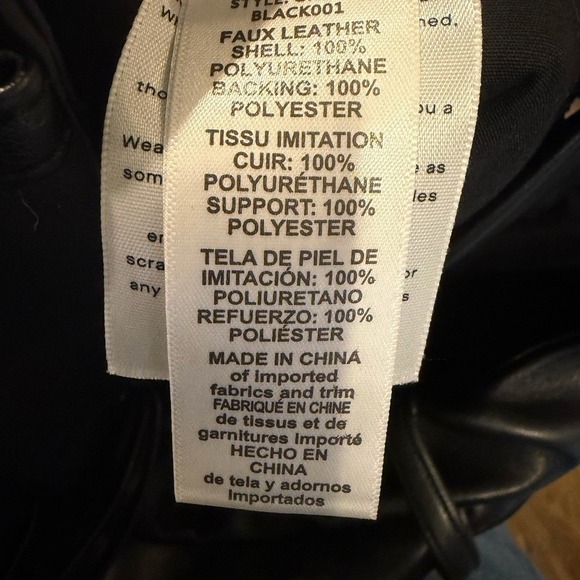 STYLE:
BLACK001
FAUX LEATHER
SHELL: 100%
POLYURETHANE
BACKING: 100%
POLYESTER
TISSU IMITATION
CUIR: 100%
POLYURÉTHANE
SUPPORT: 100%
POLYESTER
TELA DE PIEL DE
IMITACIÓN: 100%
POLIURETANO
REFUERZO: 100%
POLIÉSTER
MADE IN CHINA
of imported
fabrics and trim
FABRIQUÉ EN CHINE
de tissus et de
garnitures importé
HECHO EN
CHINA
de tela y adornos
Importados